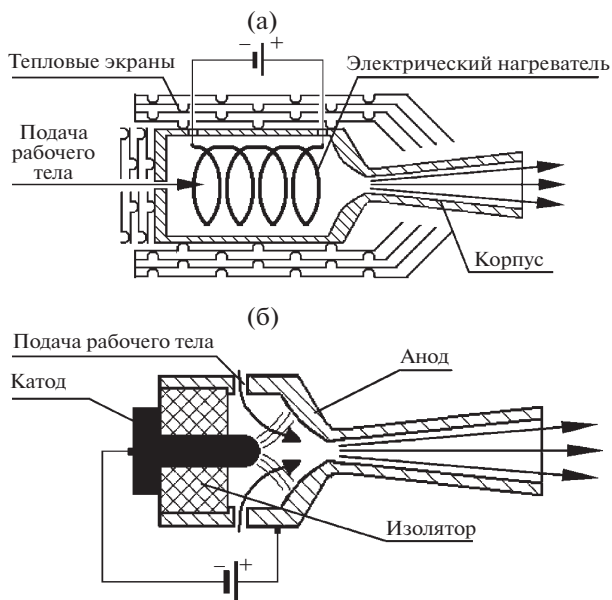 (а)
Тепловые экраны
− +
Электрический нагреватель
Подача
рабочего
тела
Корпус
(б)
Подача рабочего тела
Анод
Катод
Изолятор
− +